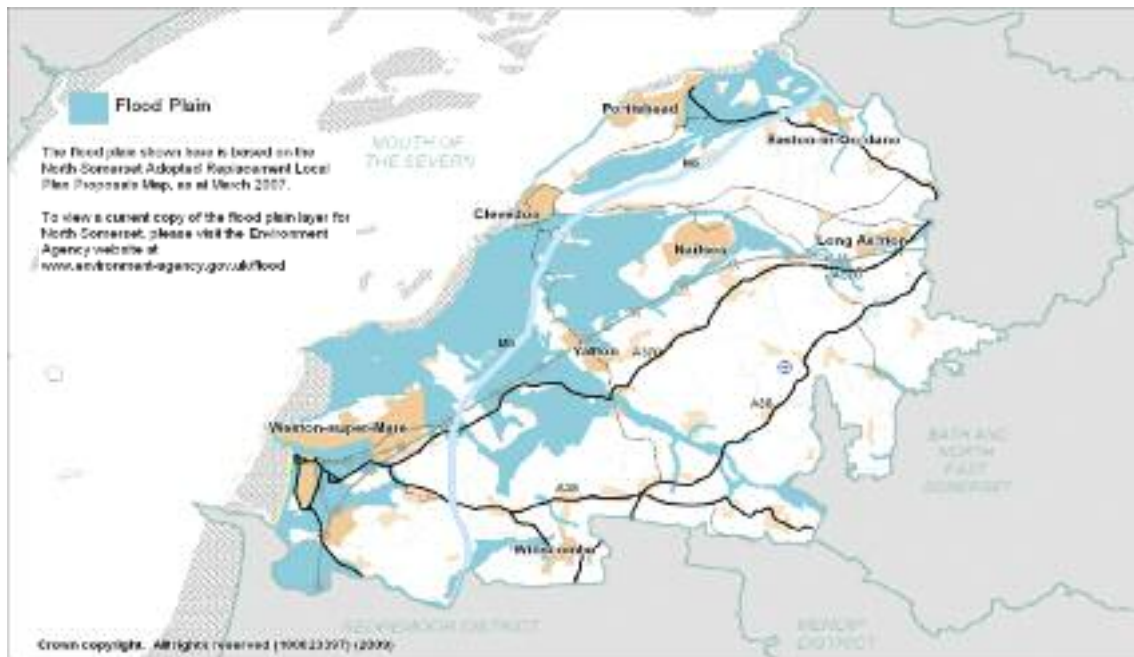 Flood Plain
The flood plain shown here is based on the
North Somerset Adopted Replacement Local
Plan Proposals Map, as at March 2007.
To view a current copy of the flood plain layer for
North Somerset, please visit the Environment
Agency website at
www.environment-agency.gov.uk/flood
MOUTH OF
THE SEVERN
Portishead
Easton-in-Gordano
M5
Clevedon
Nailsea
Long Ashton
A370
M5
Yatton
A370
A38
Weston-super-Mare
BATH AND
NORTH
EAST
SOMERSET
A38
Winscombe
SEDGEMOOR DISTRICT
MENDIP
DISTRICT
Crown copyright. All rights reserved (100023397) (2009)